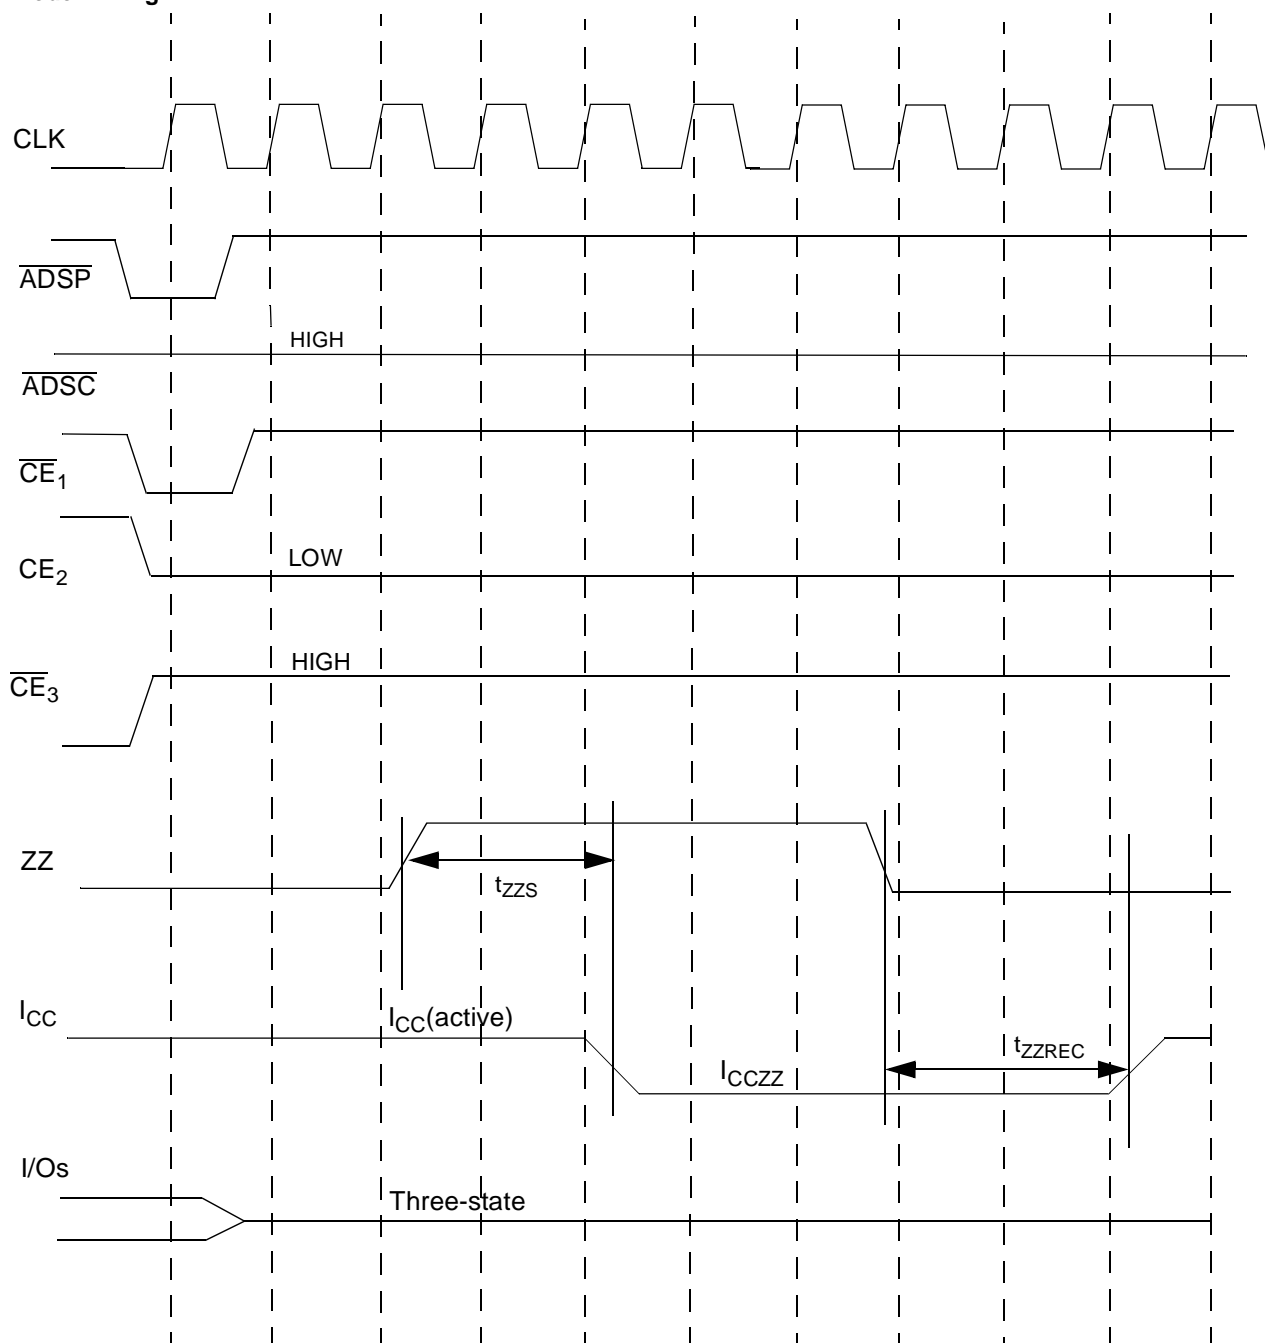 CLK
ADSP
HIGH
ADSC
CE1
LOW
CE2
HIGH
CE3
ZZ
tZZS
ICC
ICC(active)
tZZREC
ICCZZ
I/Os
Three-state